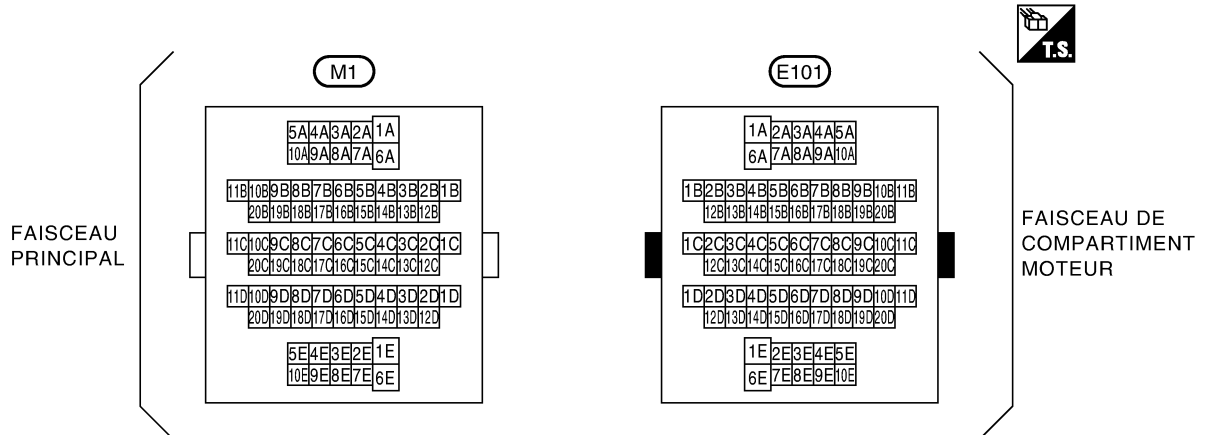 T.S.
M1
E101
5A 4A 3A 2A 1A
10A 9A 8A 7A 6A
11B 10B 9B 8B 7B 6B 5B 4B 3B 2B 1B
20B 19B 18B 17B 16B 15B 14B 13B 12B
11C 10C 9C 8C 7C 6C 5C 4C 3C 2C 1C
20C 19C 18C 17C 16C 15C 14C 13C 12C
11D 10D 9D 8D 7D 6D 5D 4D 3D 2D 1D
20D 19D 18D 17D 16D 15D 14D 13D 12D
5E 4E 3E 2E 1E
10E 9E 8E 7E 6E
FAISCEAU
PRINCIPAL
1A 2A 3A 4A 5A
6A 7A 8A 9A 10A
1B 2B 3B 4B 5B 6B 7B 8B 9B 10B 11B
12B 13B 14B 15B 16B 17B 18B 19B 20B
1C 2C 3C 4C 5C 6C 7C 8C 9C 10C 11C
12C 13C 14C 15C 16C 17C 18C 19C 20C
1D 2D 3D 4D 5D 6D 7D 8D 9D 10D 11D
12D 13D 14D 15D 16D 17D 18D 19D 20D
1E 2E 3E 4E 5E
6E 7E 8E 9E 10E
FAISCEAU DE
COMPARTIMENT
MOTEUR